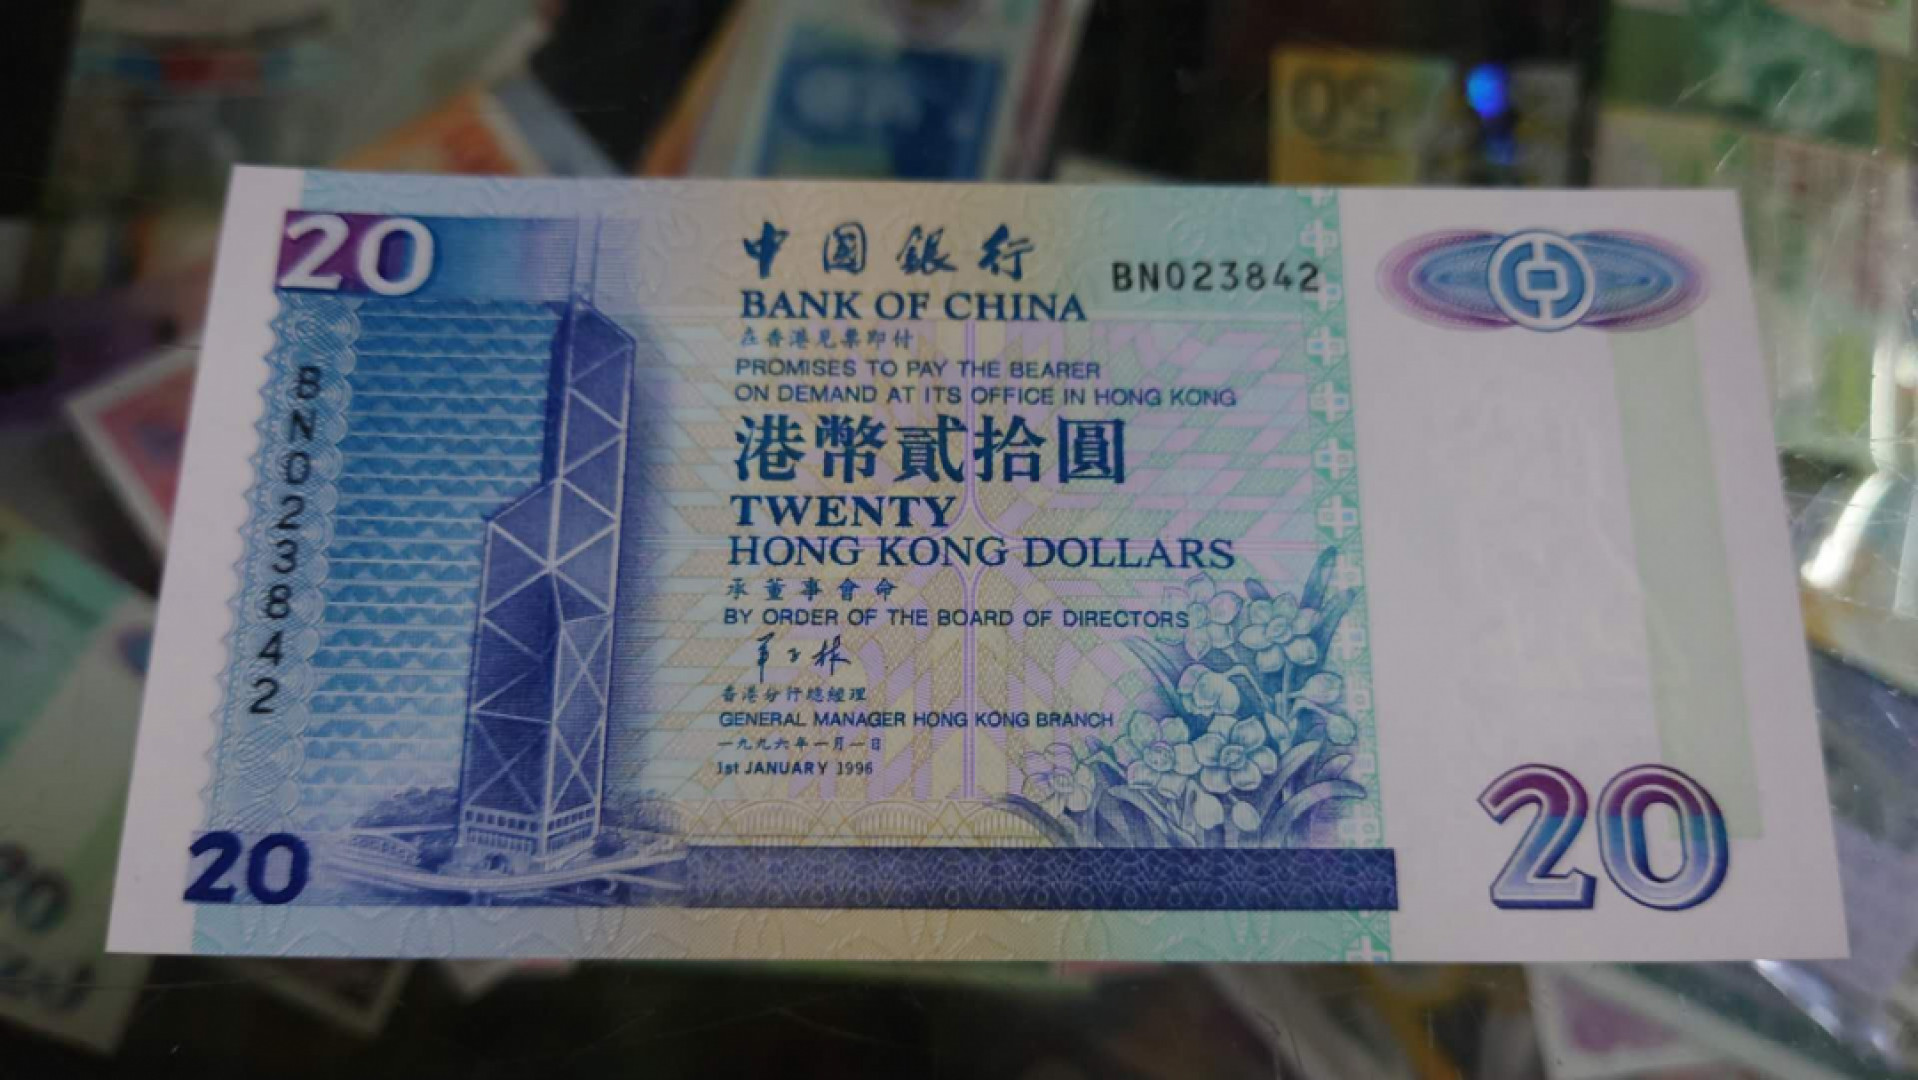 20
中國銀行
BANK OF CHINA
BN023842
在香港見票即付
PROMISES TO PAY THE BEARER
ON DEMAND AT ITS OFFICE IN HONG KONG
港幣貳拾圓
TWENTY
HONG KONG DOLLARS
承董事會命
BY ORDER OF THE BOARD OF DIRECTORS
香港分行總經理
GENERAL MANAGER HONG KONG BRANCH
一九九六年一月一日
1st JANUARY 1996
BN023842
20
20
50
20